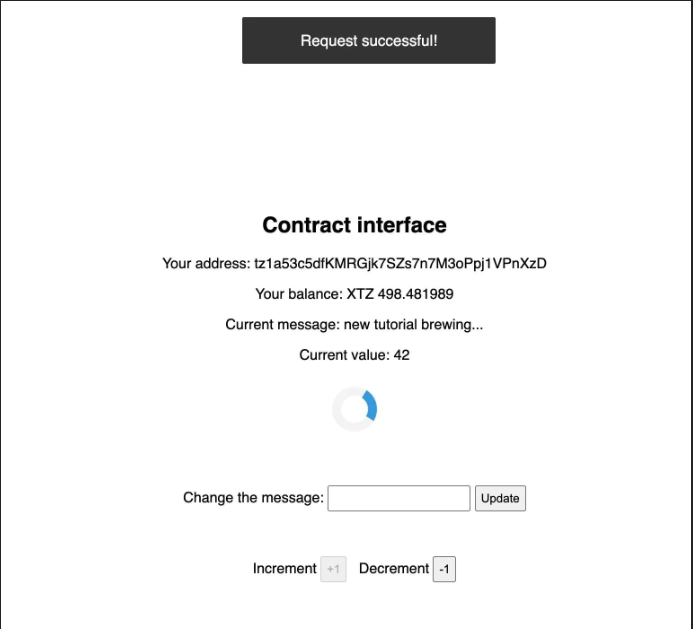 Request successful!
Contract interface
Your address: tz1a53c5dfKMRGjk7SZs7n7M3oPpj1VPnXzD
Your balance: XTZ 498.481989
Current message: new tutorial brewing...
Current value: 42
Change the message: Update
Increment +1 Decrement -1